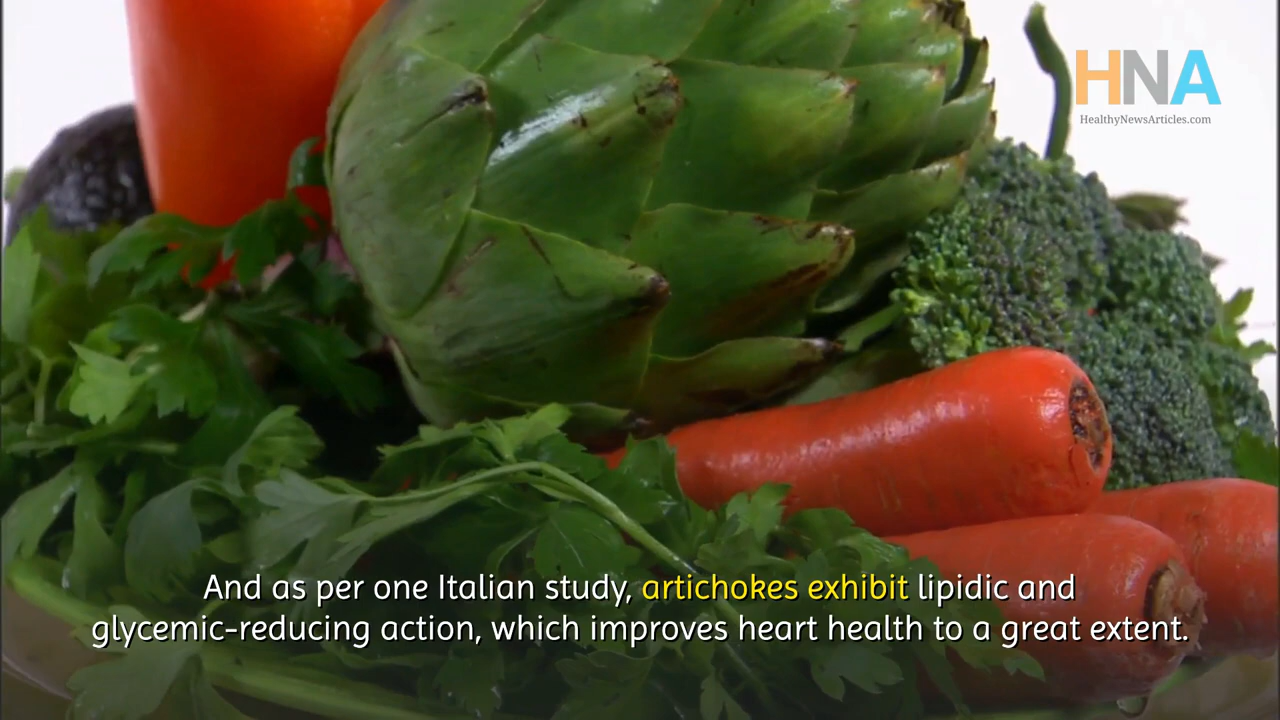 HNA
HealthyNewsArticles.com
And as per one Italian study, artichokes exhibit lipidic and
glycemic-reducing action, which improves heart health to a great extent.